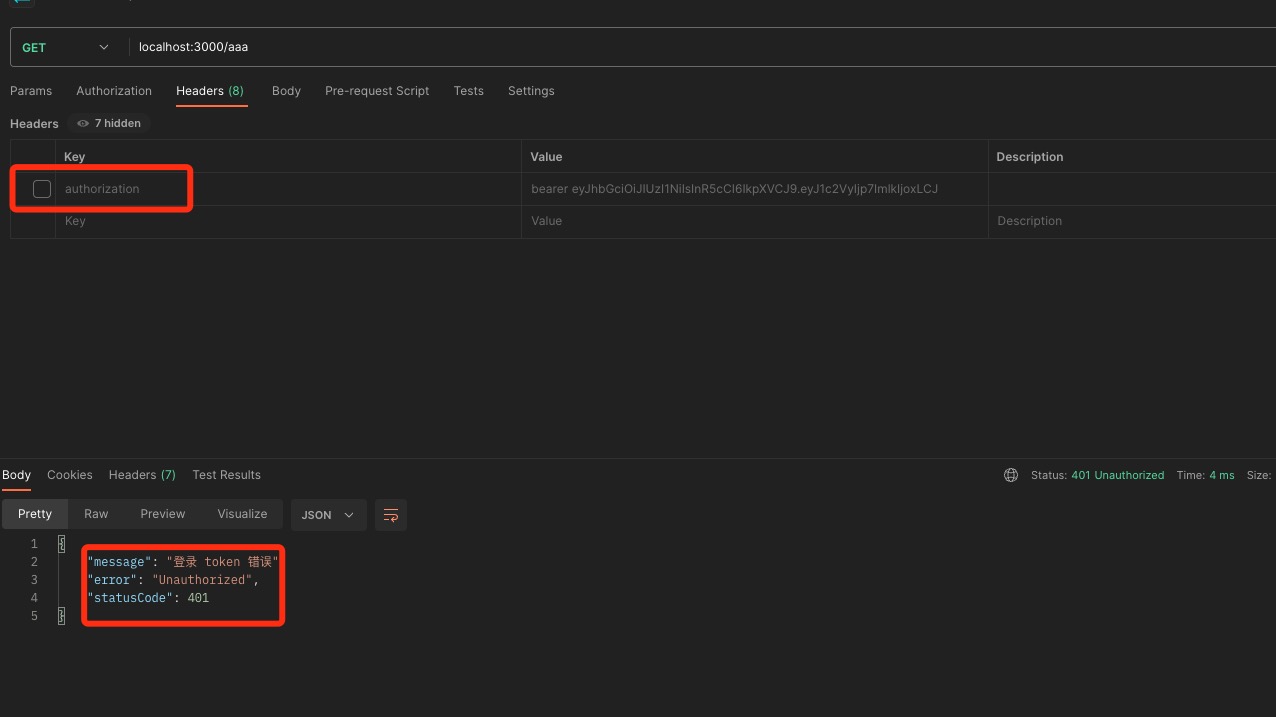 GET localhost:3000/aaa
Params Authorization Headers (8) Body Pre-request Script Tests Settings
Headers 7 hidden
Key Value Description
authorization bearer eyJhbGciOiJIUzI1NiIsInR5cCI6IkpXVCJ9.eyJ1c2VyIjp7ImlkIjoxLCJ
Key Value Description
Body Cookies Headers (7) Test Results Status: 401 Unauthorized Time: 4 ms Size:
Pretty Raw Preview Visualize JSON
1 {
2 "message": "登录 token 错误"
3 "error": "Unauthorized",
4 "statusCode": 401
5 }